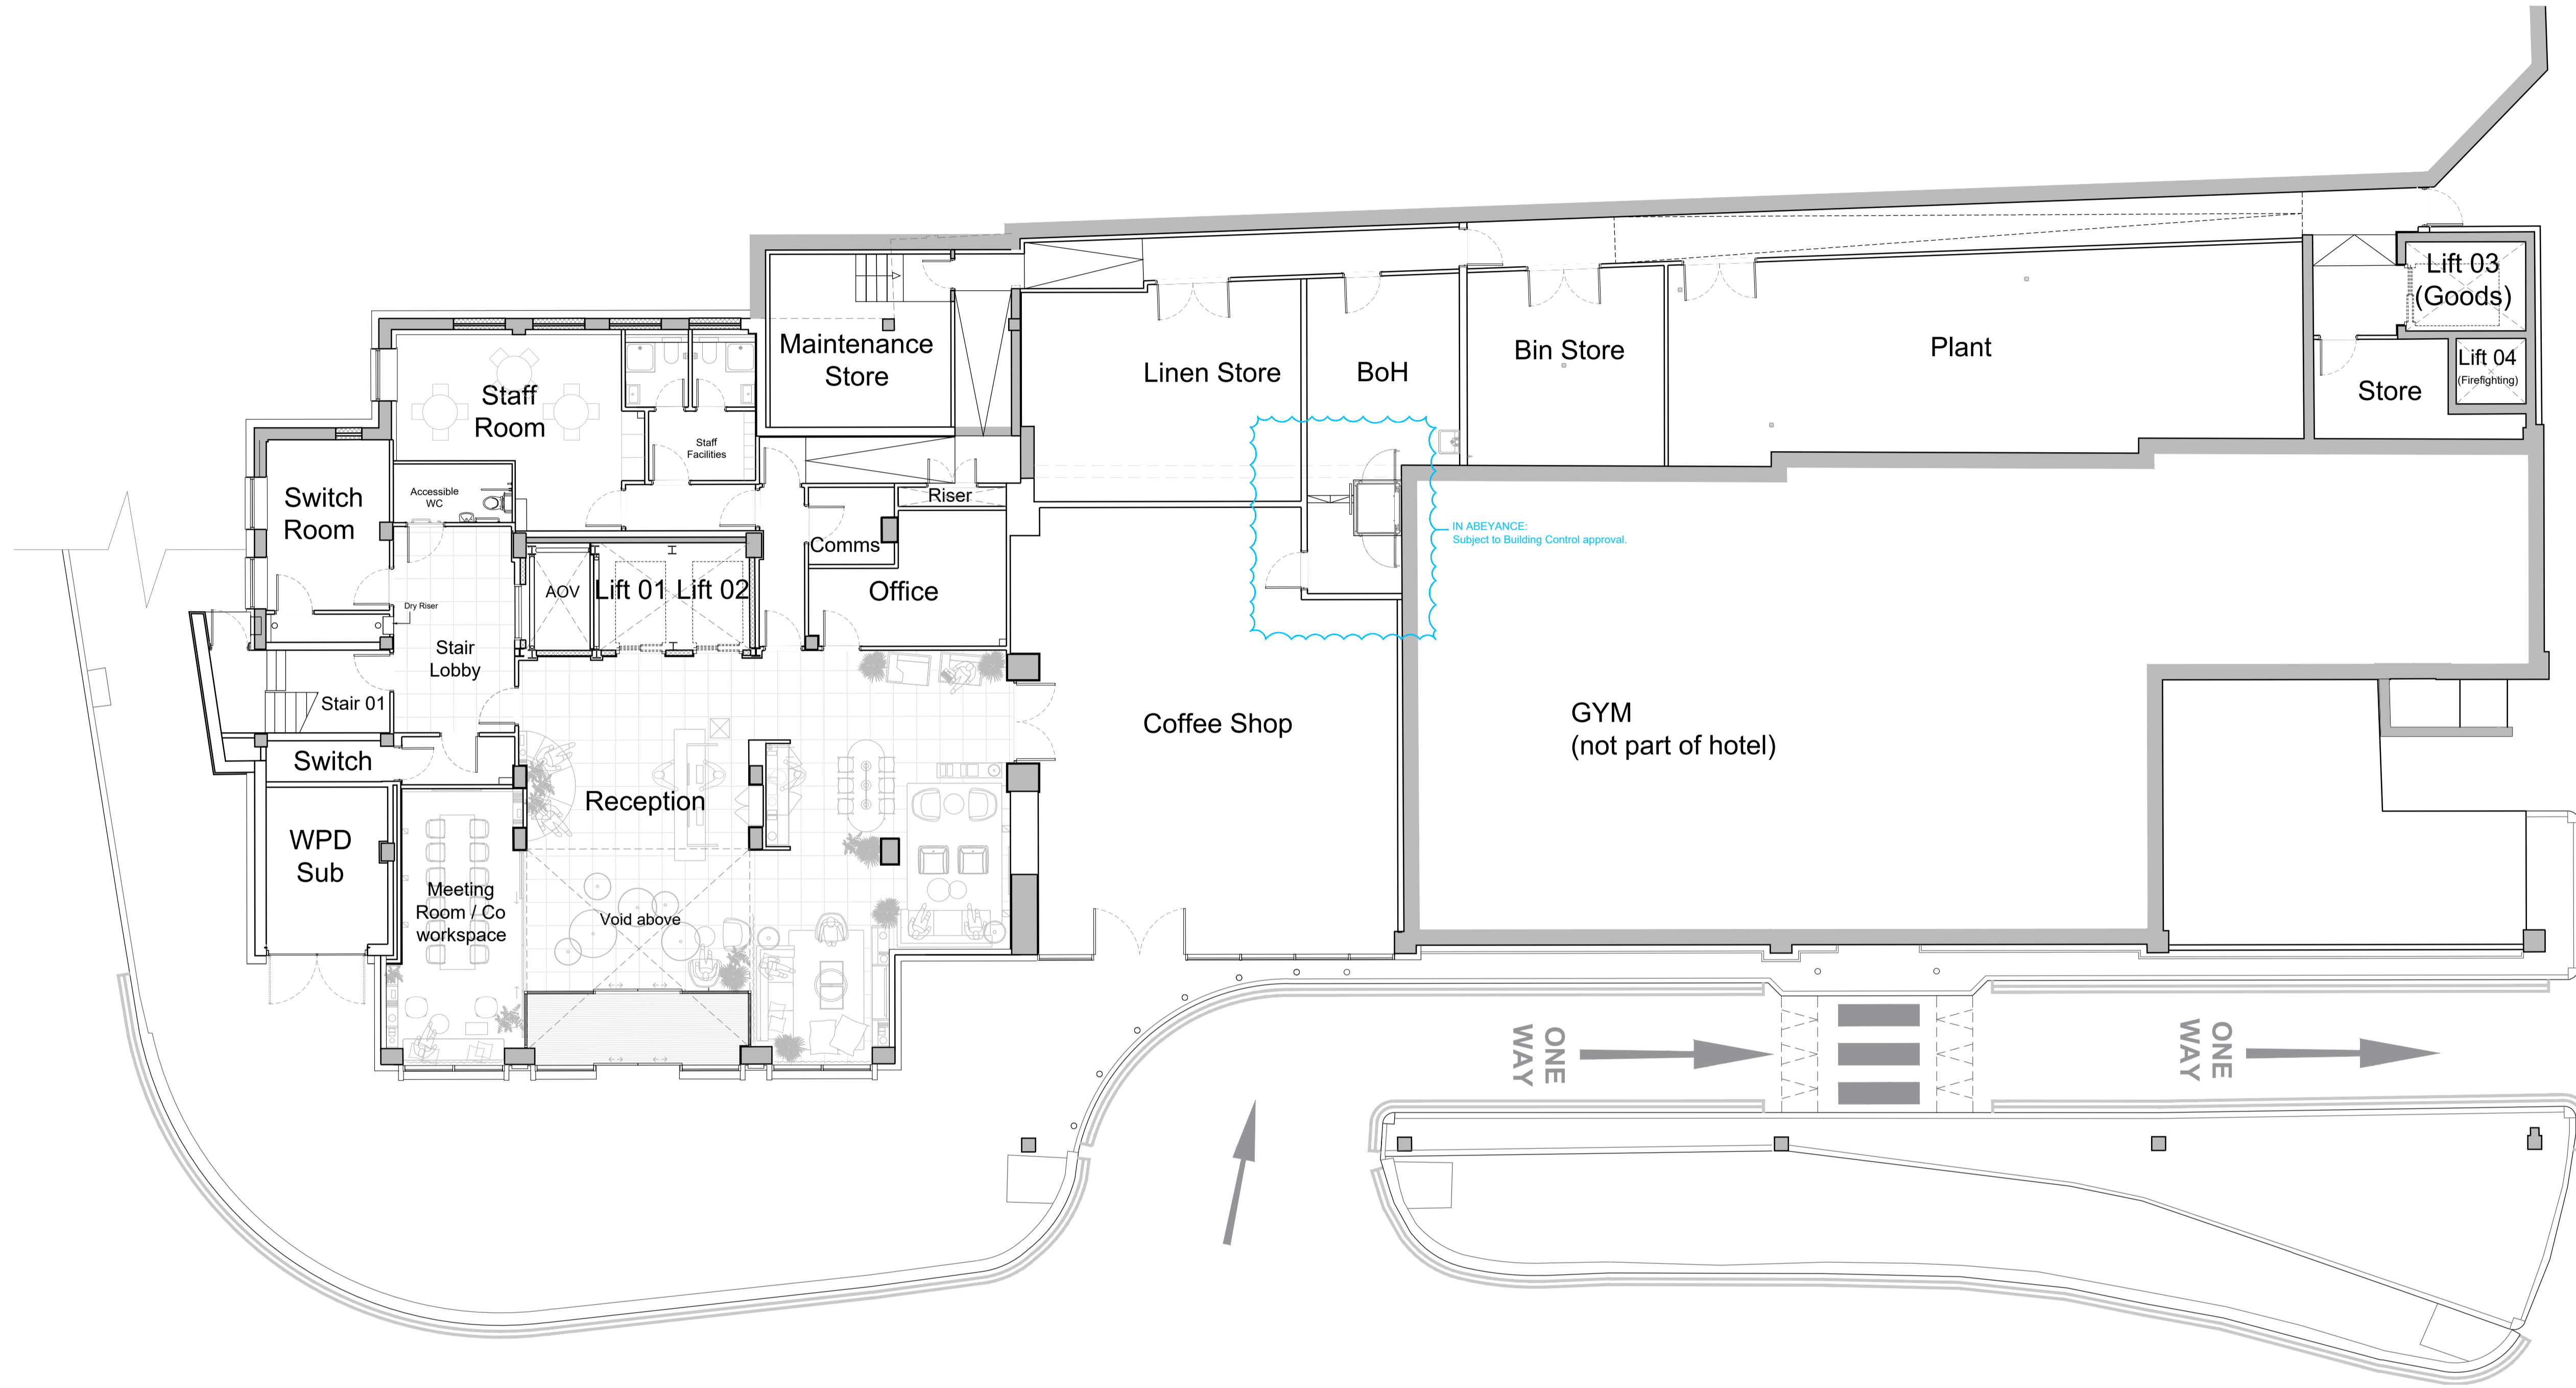 Lift 03
(Goods)
Lift 04
(Firefighting)
Store
Plant
Bin Store
BoH
Linen Store
Maintenance
Store
Staff
Room
Staff
Facilities
Switch
Room
Accessible
WC
Riser
Comms
Office
IN ABEYANCE:
Subject to Building Control approval.
AOV
Lift 01
Lift 02
Dry Riser
Stair
Lobby
Stair 01
Switch
Coffee Shop
GYM
(not part of hotel)
Reception
WPD
Sub
Meeting
Room / Co
workspace
Void above
ONE
WAY
ONE
WAY